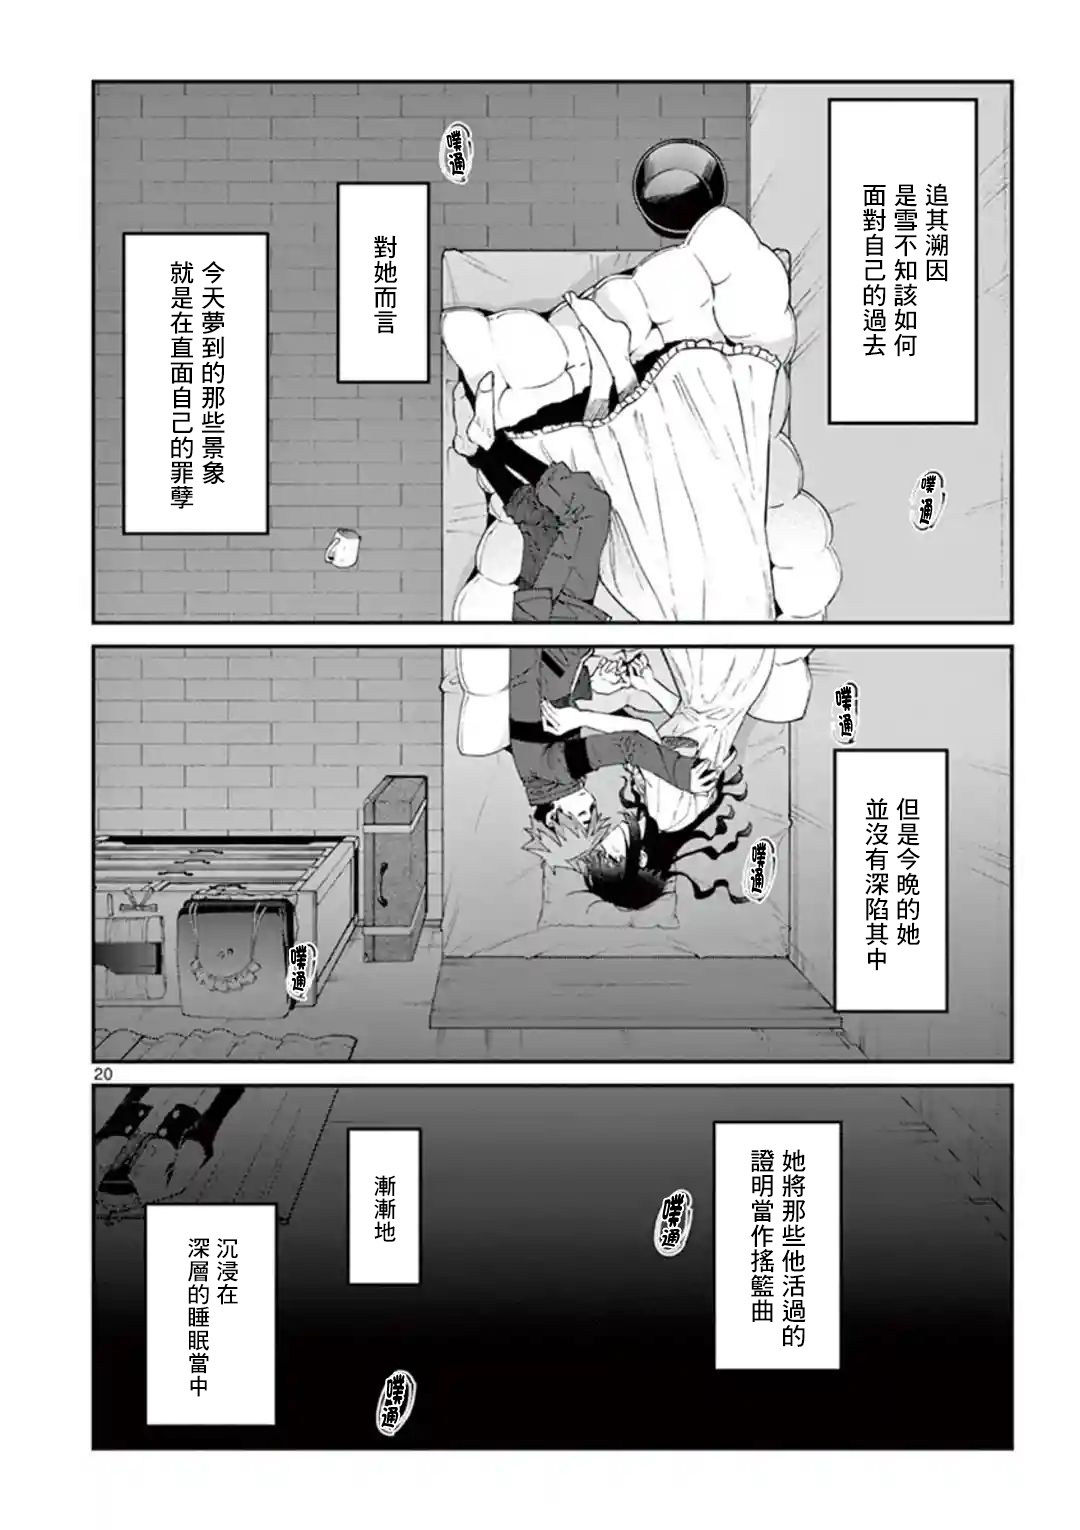 追其溯因
是雪不知該如何
面對自己的過去
噗通
對她而言
今天夢到的那些景象
就是在直面自己的罪孽
噗通
噗通
但是今晚的她
並沒有深陷其中
噗通
噗通
20
她將那些他活過的
證明當作搖籃曲
噗通
漸漸地
沉浸在
深層的睡眠當中
噗通